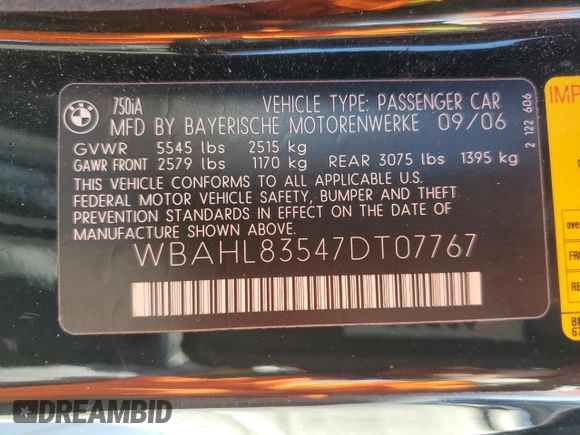 BMW
750iA VEHICLE TYPE: PASSENGER CAR
MFD BY BAYERISCHE MOTORENWERKE 09/06
GVWR 5545 lbs 2515 kg
GAWR FRONT 2579 lbs 1170 kg REAR 3075 lbs 1395 kg
THIS VEHICLE CONFORMS TO ALL APPLICABLE U.S.
FEDERAL MOTOR VEHICLE SAFETY, BUMPER AND THEFT
PREVENTION STANDARDS IN EFFECT ON THE DATE OF
MANUFACTURE SHOWN ABOVE.
WBAHL83547DT07767
2 122 606
IMP
DREAMBID